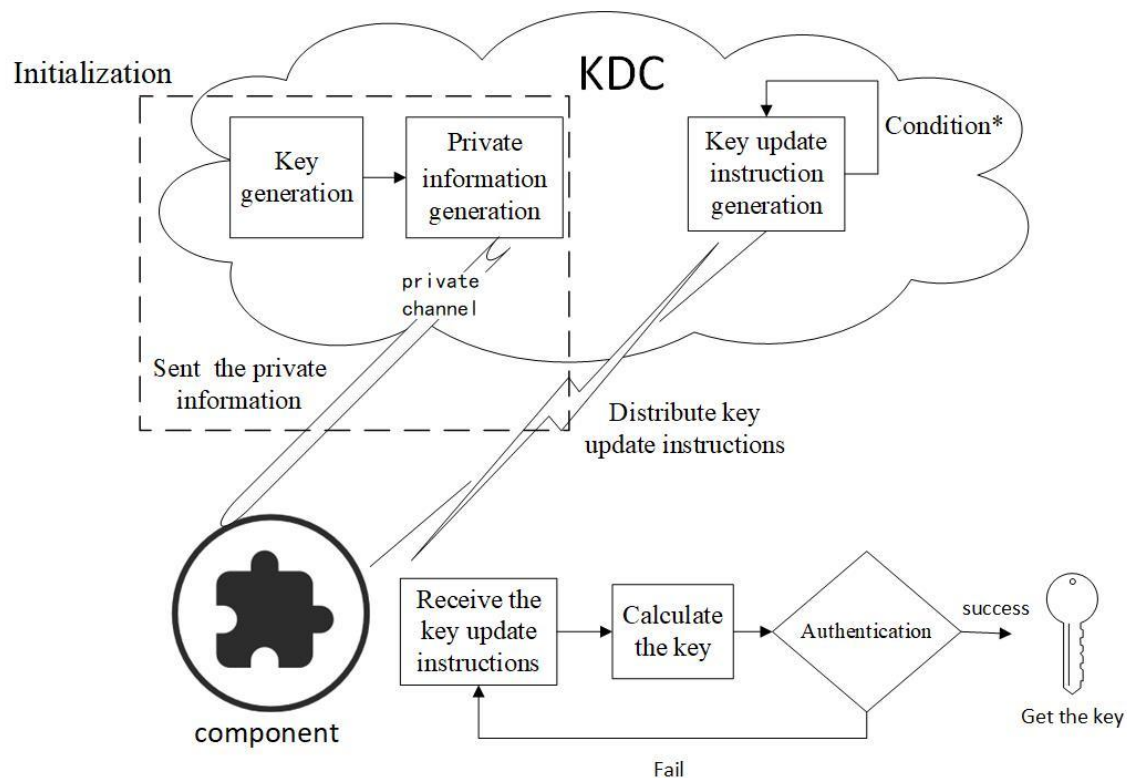 Initialization
KDC
Key
generation
Private
information
generation
Key update
instruction
generation
Condition*
private
channel
Sent the private
information
Distribute key
update instructions
component
Receive the
key update
instructions
Calculate
the key
Authentication
success
Get the key
Fail